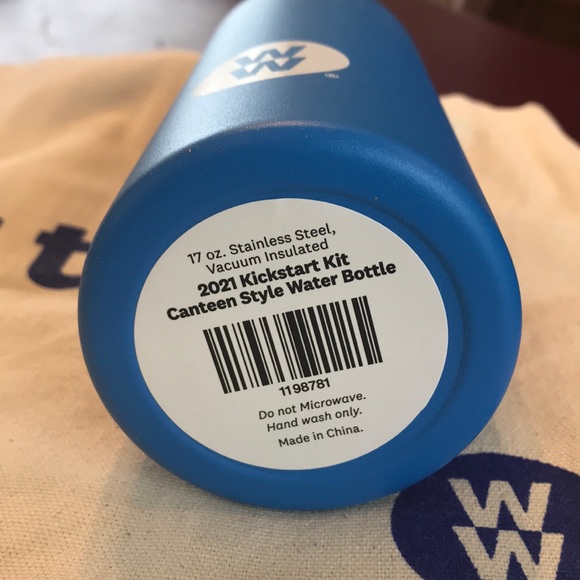 W
W
®
17 oz. Stainless Steel,
Vacuum Insulated
2021 Kickstart Kit
Canteen Style Water Bottle
1198781
Do not Microwave.
Hand wash only.
Made in China.
t
W
W